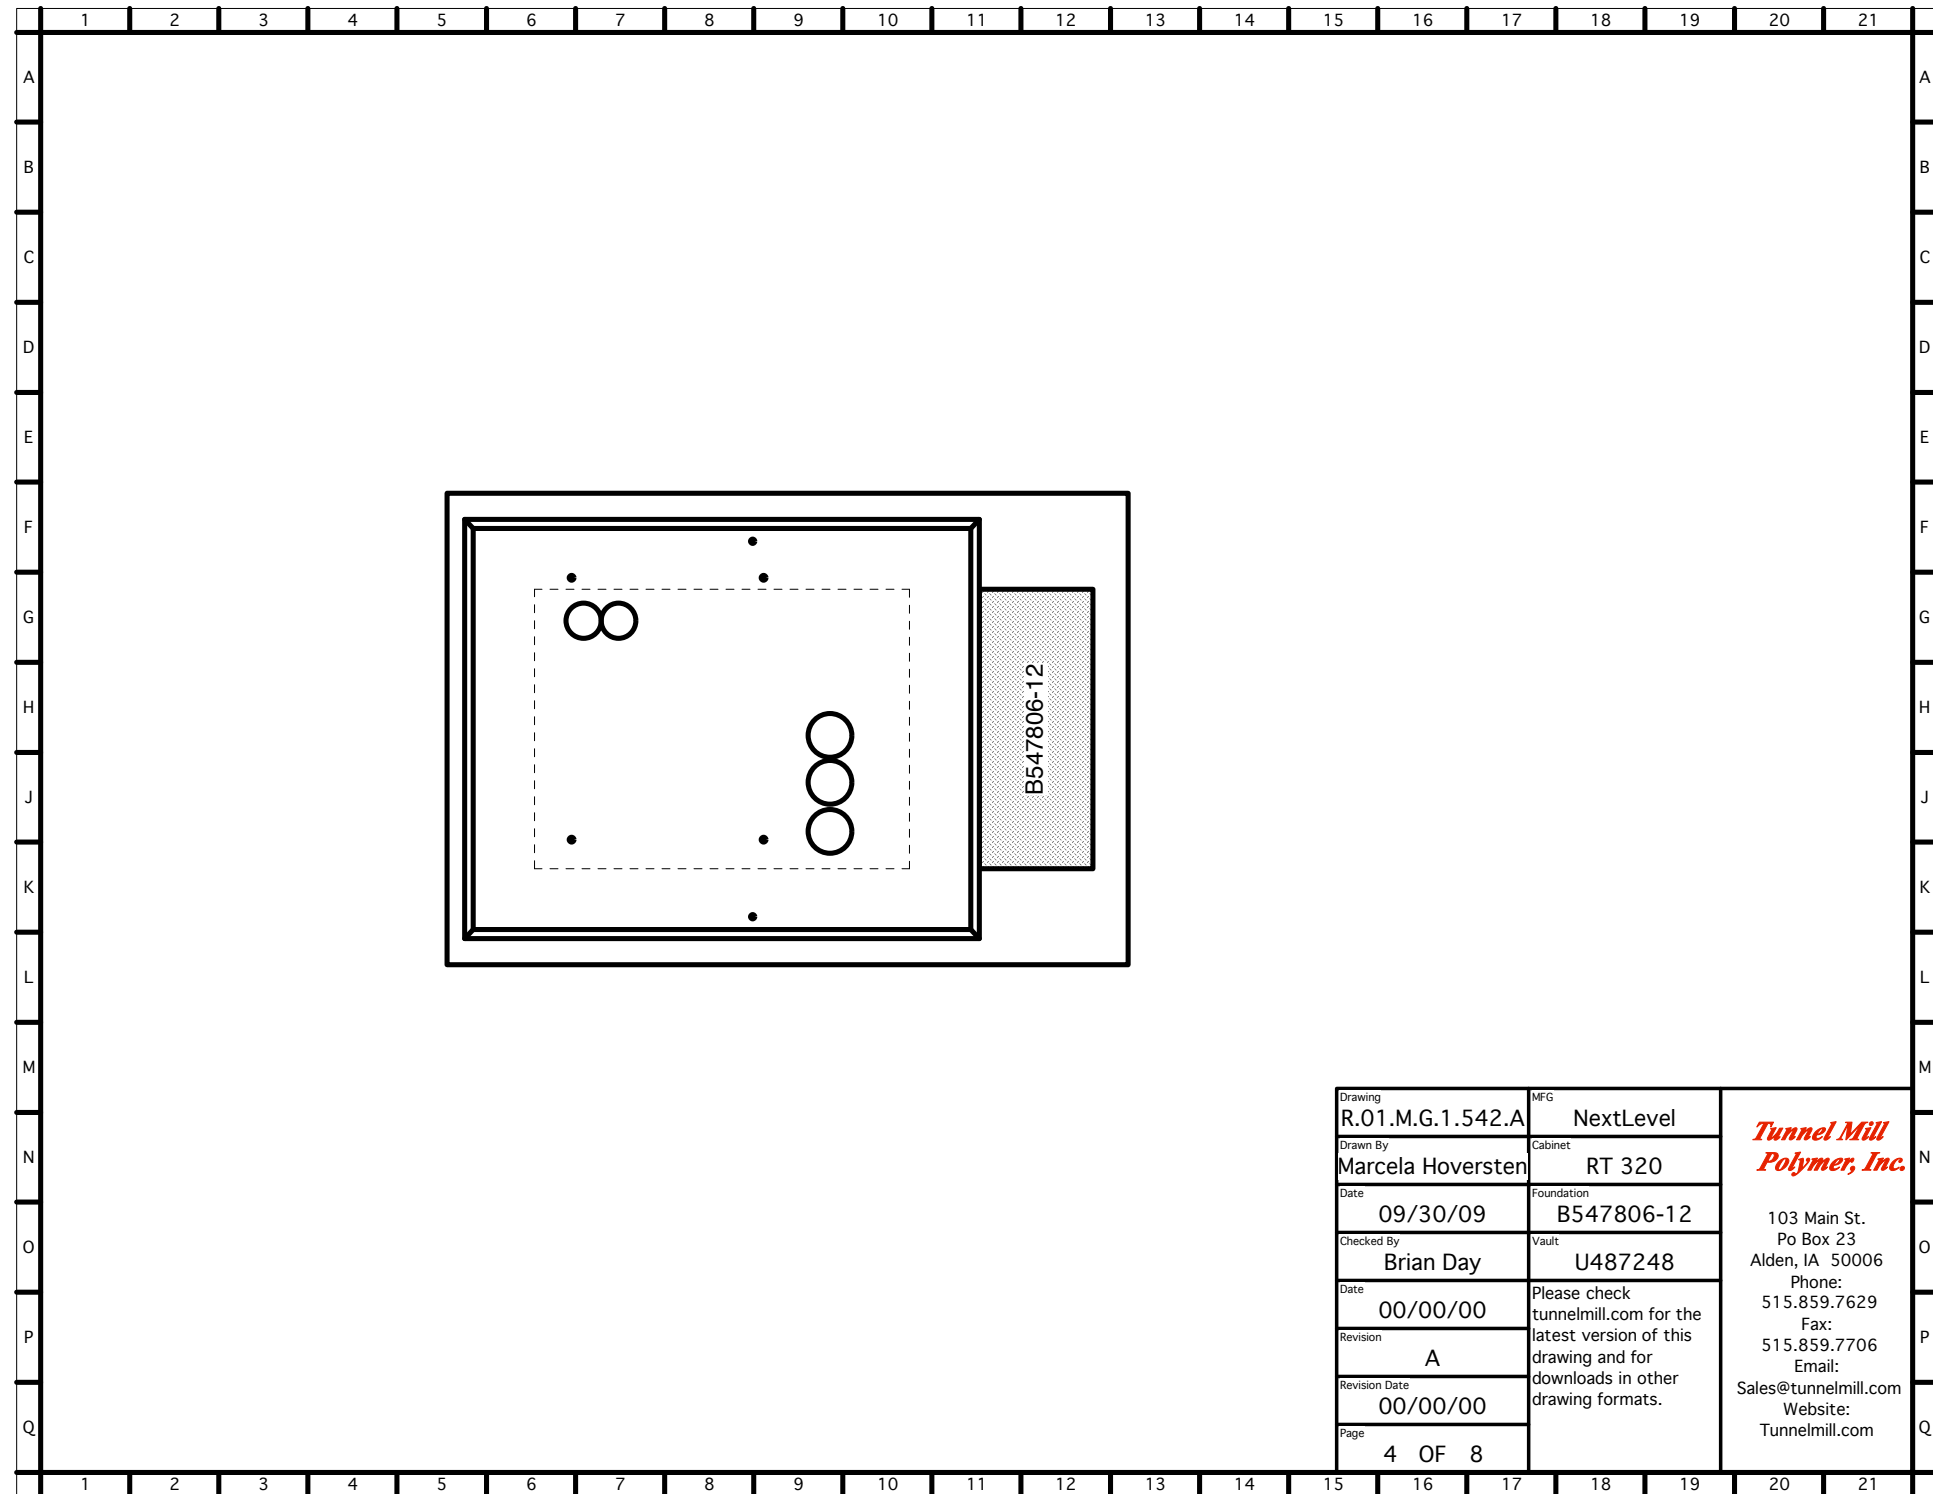 1 2 3 4 5 6 7 8 9 10 11 12 13 14 15 16 17 18 19 20 21
A A
B B
C C
D D
E E
F F
G G
H H
J J
K K
L L
M M
N N
O O
P P
Q Q
B547806-12
Drawing
R.01.M.G.1.542.A
Drawn By
Marcela Hoversten
Date
09/30/09
Checked By
Brian Day
Date
00/00/00
Revision
A
Revision Date
00/00/00
Page
4 OF 8
MFG
NextLevel
Cabinet
RT 320
Foundation
B547806-12
Vault
U487248
Please check
tunnelmill.com for the
latest version of this
drawing and for
downloads in other
drawing formats.
Tunnel Mill
Polymer, Inc.
103 Main St.
Po Box 23
Alden, IA 50006
Phone:
515.859.7629
Fax:
515.859.7706
Email:
Sales@tunnelmill.com
Website:
Tunnelmill.com
1 2 3 4 5 6 7 8 9 10 11 12 13 14 15 16 17 18 19 20 21